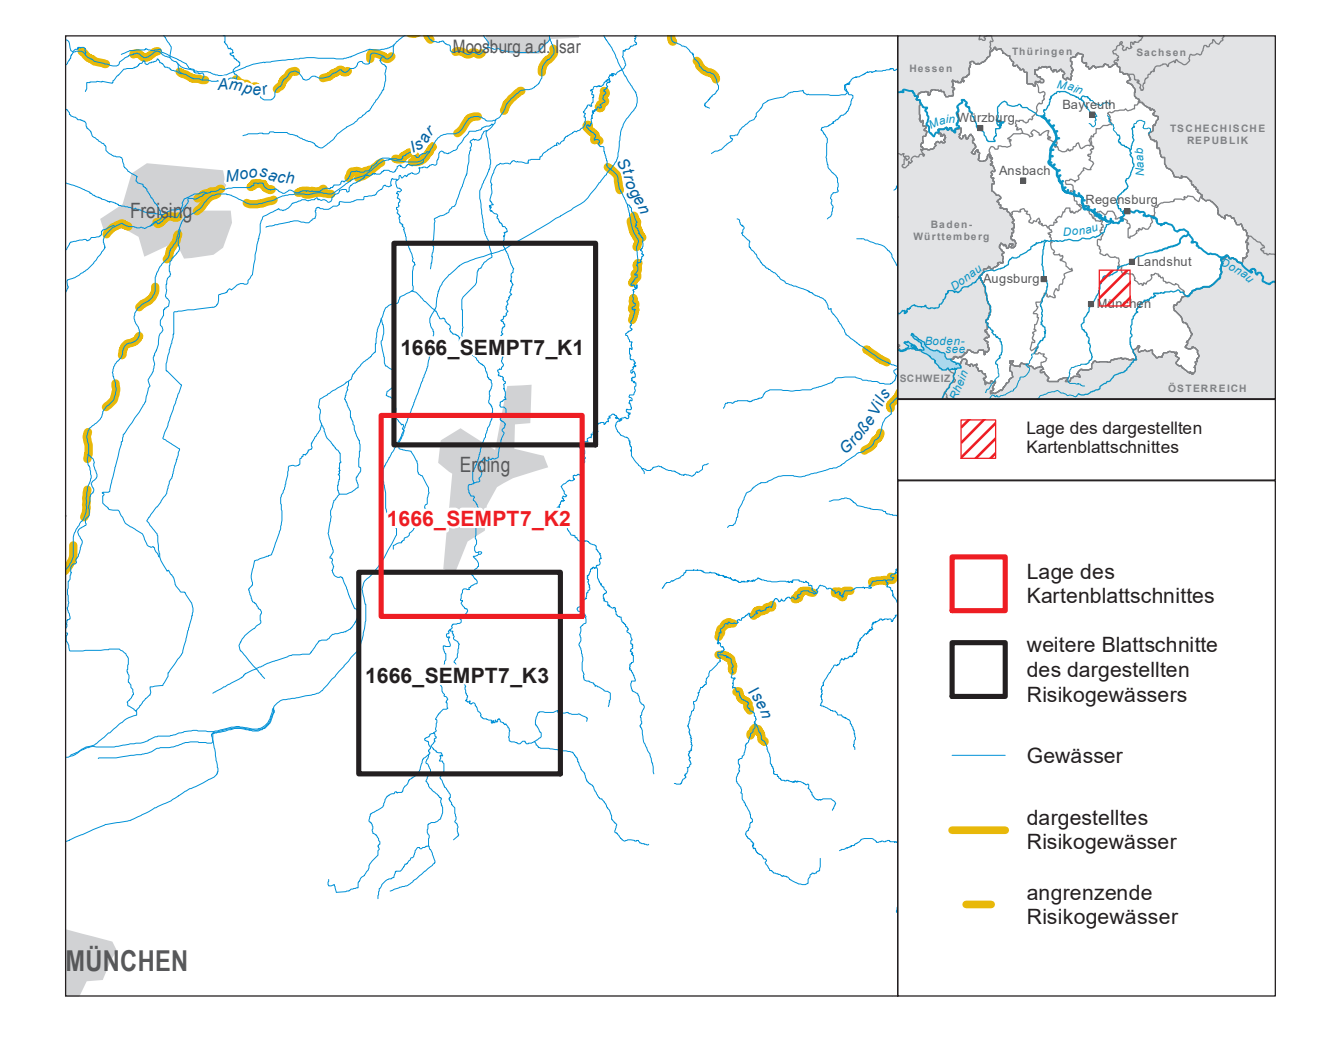 Moosburg a.d. Isar
Amper
Isar
Moosach
Strogen
Freising
1666_SEMPT7_K1
Große Vils
Erding
1666_SEMPT7_K2
1666_SEMPT7_K3
Isen
MÜNCHEN
Thüringen
Sachsen
Hessen
Main
Bayreuth
Main
Würzburg
TSCHECHISCHE
REPUBLIK
Naab
Ansbach
Regensburg
Baden-
Württemberg
Donau
Landshut
Donau
Augsburg
Donau
München
Boden-
see
SCHWEIZ
Rhein
ÖSTERREICH
Lage des dargestellten
Kartenblattschnittes
Lage des
Kartenblattschnittes
weitere Blattschnitte
des dargestellten
Risikogewässers
Gewässer
dargestelltes
Risikogewässer
angrenzende
Risikogewässer